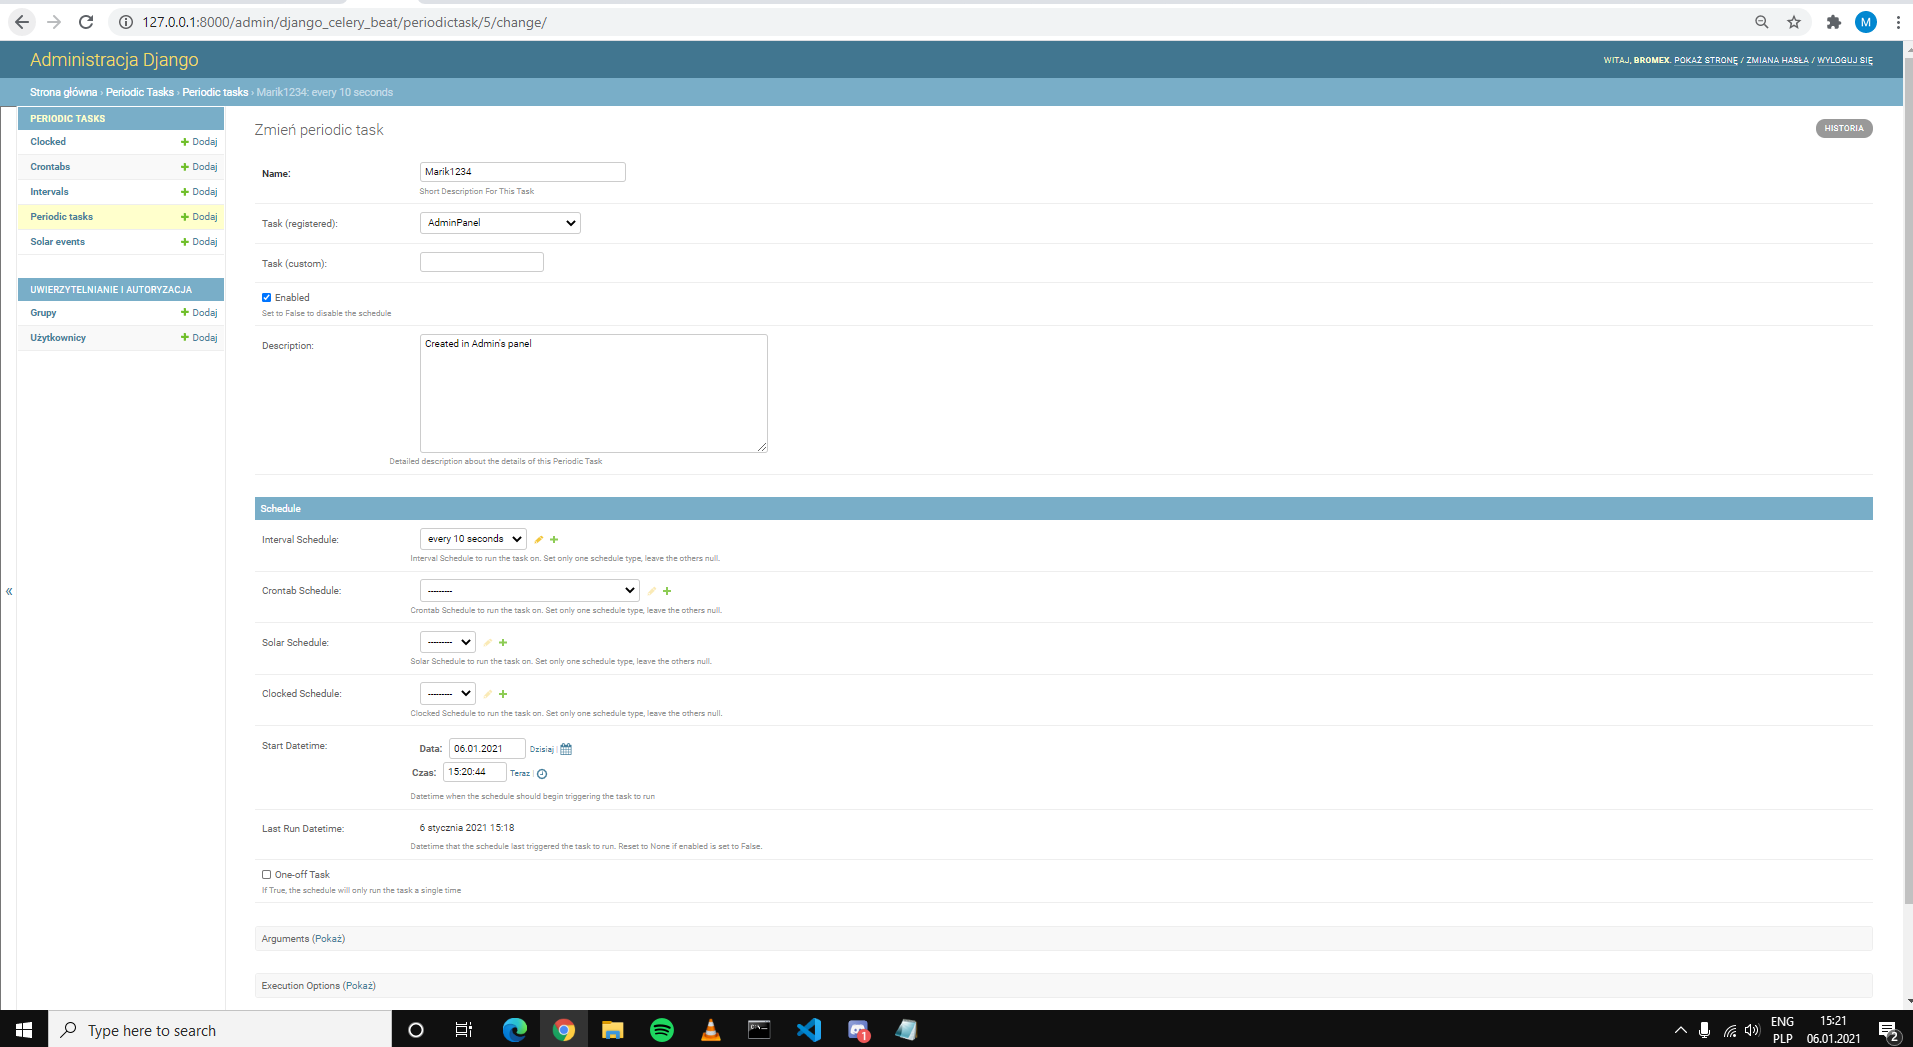 127.0.0.1:8000/admin/django_celery_beat/periodictask/5/change/
M
Administracja Django
WITAJ, BROMEX. POKAŻ STRONĘ / ZMIANA HASŁA / WYLOGUJ SIĘ
Strona główna › Periodic Tasks › Periodic tasks › Marik1234: every 10 seconds
PERIODIC TASKS
Clocked
Dodaj
Crontabs
Dodaj
Intervals
Dodaj
Periodic tasks
Dodaj
Solar events
Dodaj
UWIERZYTELNIANIE I AUTORYZACJA
Grupy
Dodaj
Użytkownicy
Dodaj
«
Zmień periodic task
HISTORIA
Name:
Marik1234
Short Description For This Task
Task (registered):
AdminPanel
Task (custom):
Enabled
Set to False to disable the schedule
Description:
Created in Admin's panel
Detailed description about the details of this Periodic Task
Schedule
Interval Schedule:
every 10 seconds
Interval Schedule to run the task on. Set only one schedule type, leave the others null.
Crontab Schedule:
---------
Crontab Schedule to run the task on. Set only one schedule type, leave the others null.
Solar Schedule:
---------
Solar Schedule to run the task on. Set only one schedule type, leave the others null.
Clocked Schedule:
---------
Clocked Schedule to run the task on. Set only one schedule type, leave the others null.
Start Datetime:
Data: 06.01.2021 Dzisiaj |
Czas: 15:20:44 Teraz |
Datetime when the schedule should begin triggering the task to run
Last Run Datetime:
6 stycznia 2021 15:18
Datetime that the schedule last triggered the task to run. Reset to None if enabled is set to False.
One-off Task
If True, the schedule will only run the task a single time
Arguments (Pokaż)
Execution Options (Pokaż)
Type here to search
1
ENG
PLP
15:21
06.01.2021
2